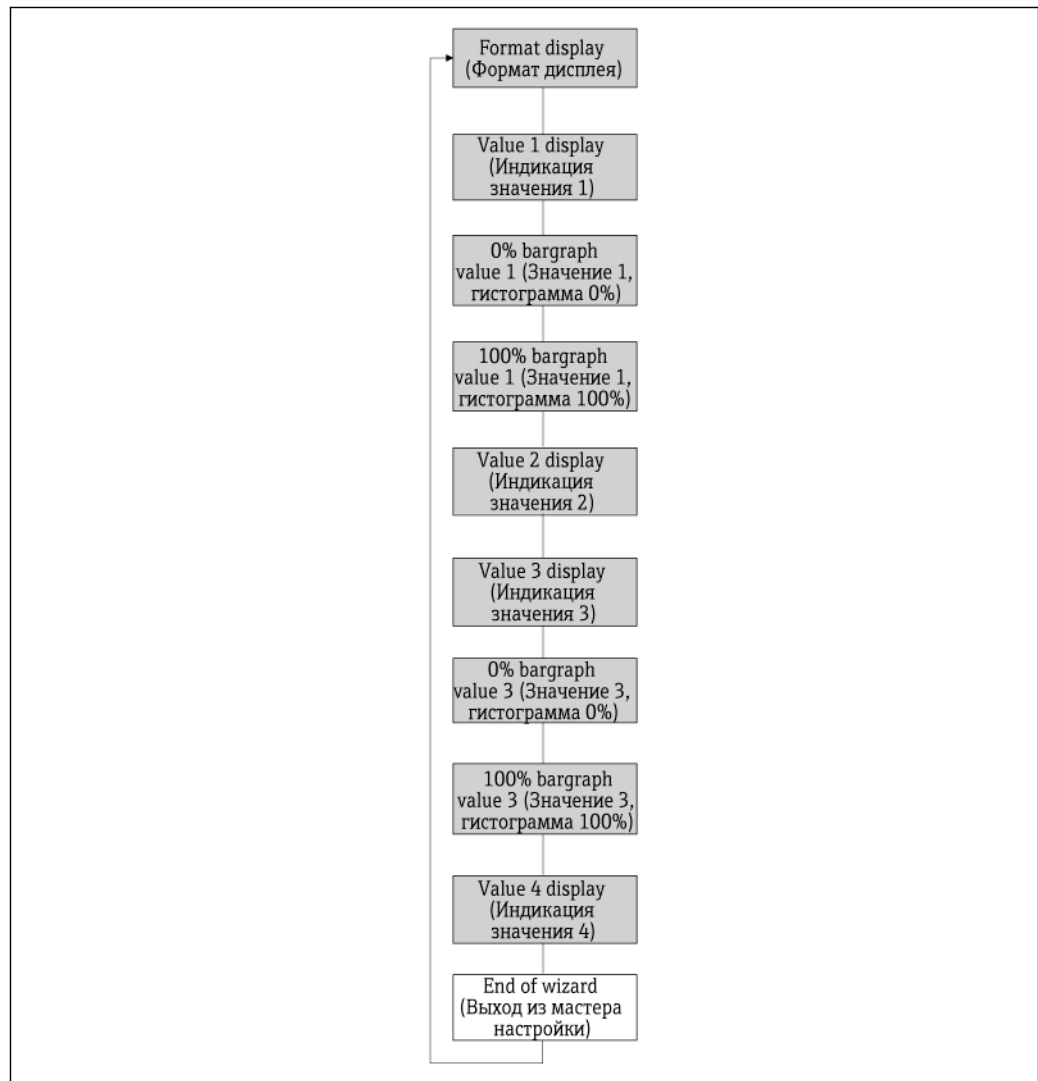 Format display
(Формат дисплея)
Value 1 display
(Индикация
значения 1)
0% bargraph
value 1 (Значение 1,
гистограмма 0%)
100% bargraph
value 1 (Значение 1,
гистограмма 100%)
Value 2 display
(Индикация
значения 2)
Value 3 display
(Индикация
значения 3)
0% bargraph
value 3 (Значение 3,
гистограмма 0%)
100% bargraph
value 3 (Значение 3,
гистограмма 100%)
Value 4 display
(Индикация
значения 4)
End of wizard
(Выход из мастера
настройки)